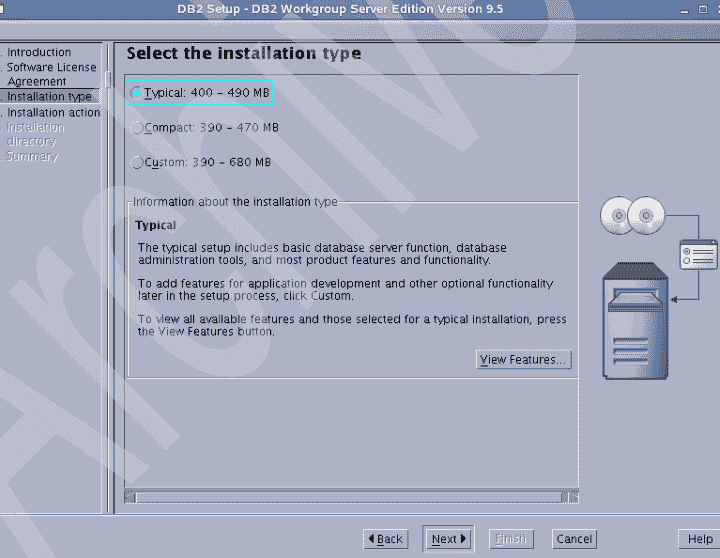 DB2 Setup - DB2 Workgroup Server Edition Version 9.5
Introduction
Software License
Agreement
Installation type
Installation action
Installation
directory
Summary
Select the installation type
Typical: 400 – 490 MB
Compact: 390 – 470 MB
Custom: 390 – 680 MB
Information about the installation type
Typical
The typical setup includes basic database server function, database
administration tools, and most product features and functionality.
To add features for application development and other optional functionality
later in the setup process, click Custom.
To view all available features and those selected for a typical installation, press
the View Features button.
View Features...
Back
Next
Finish
Cancel
Help
Archive